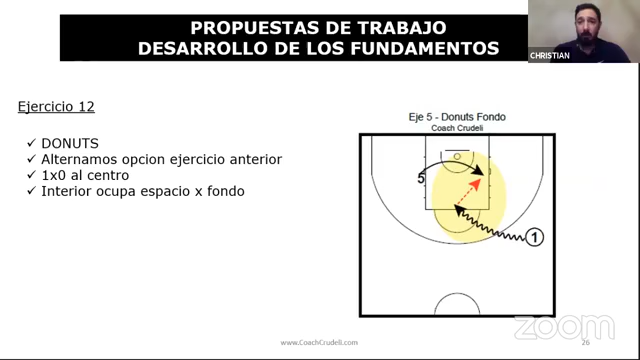 PROPUESTAS DE TRABAJO
DESARROLLO DE LOS FUNDAMENTOS
CHRISTIAN
Ejercicio 12
✓ DONUTS
✓ Alternamos opcion ejercicio anterior
✓ 1x0 al centro
✓ Interior ocupa espacio x fondo
Eje 5 - Donuts Fondo
Coach Crudeli
5
1
www.CoachCrudeli.com
26
zoom